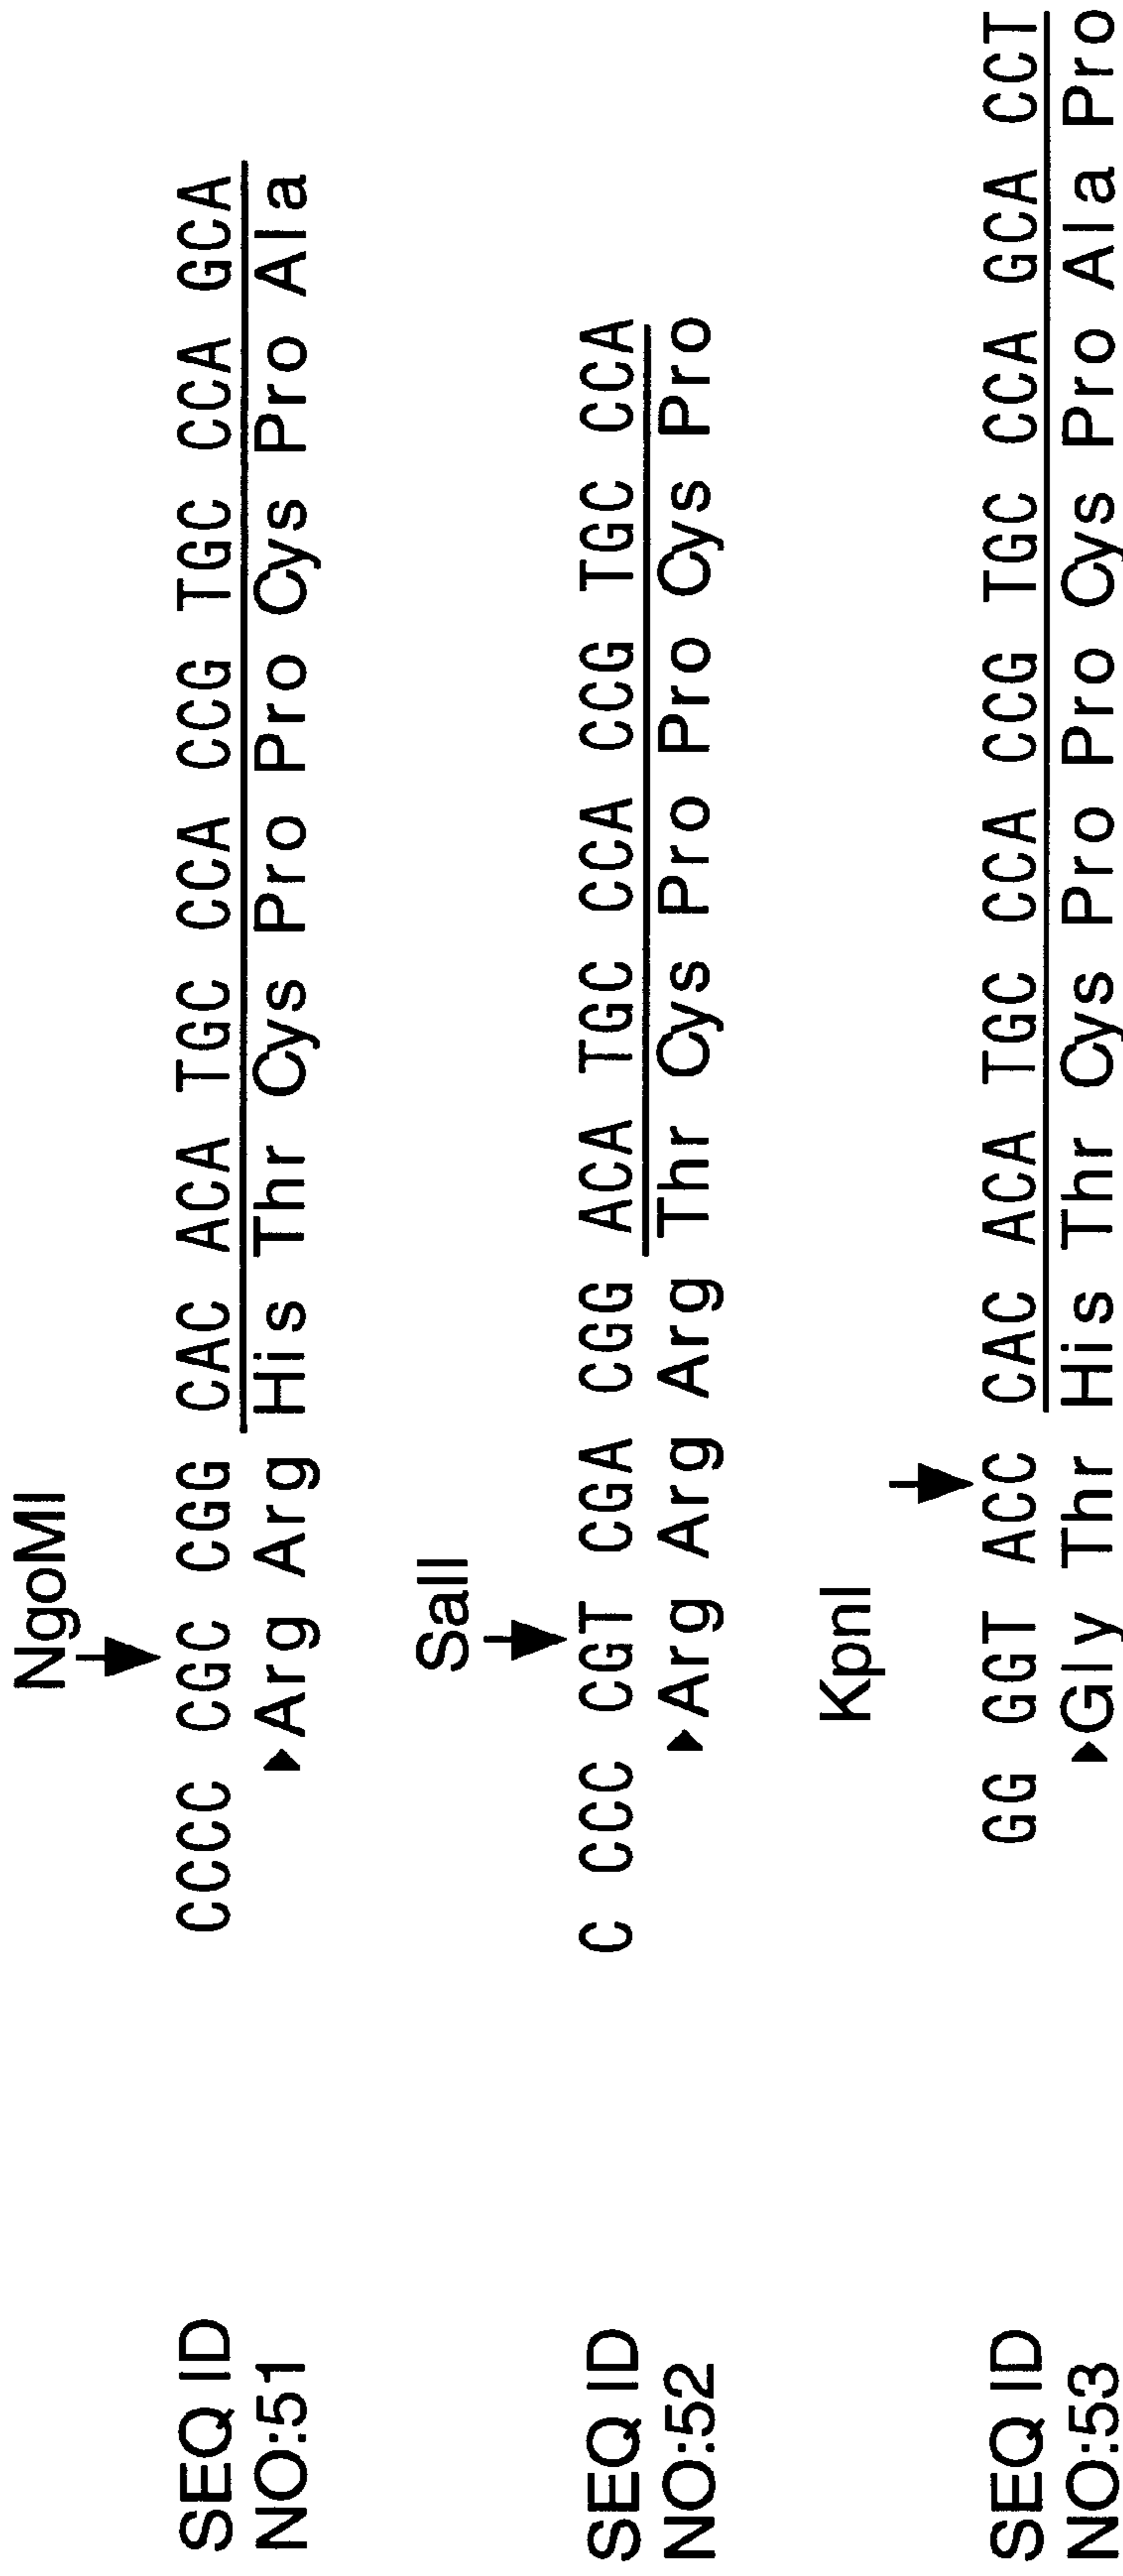 NgoMI
SEQ ID CCCC CGC CGG CAC ACA TGC CCA CCG TGC CCA GCA
NO:51 Arg Arg His Thr Cys Pro Pro Cys Pro Ala
SalI
SEQ ID C CCC CGT CGA CGG ACA TGC CCA CCG TGC CCA
NO:52 Arg Arg Arg Thr Cys Pro Pro Cys Pro
KpnI
SEQ ID GG GGT ACC CAC ACA TGC CCA CCG TGC CCA GCA CCT
NO:53 Gly Thr His Thr Cys Pro Pro Cys Pro Ala Pro